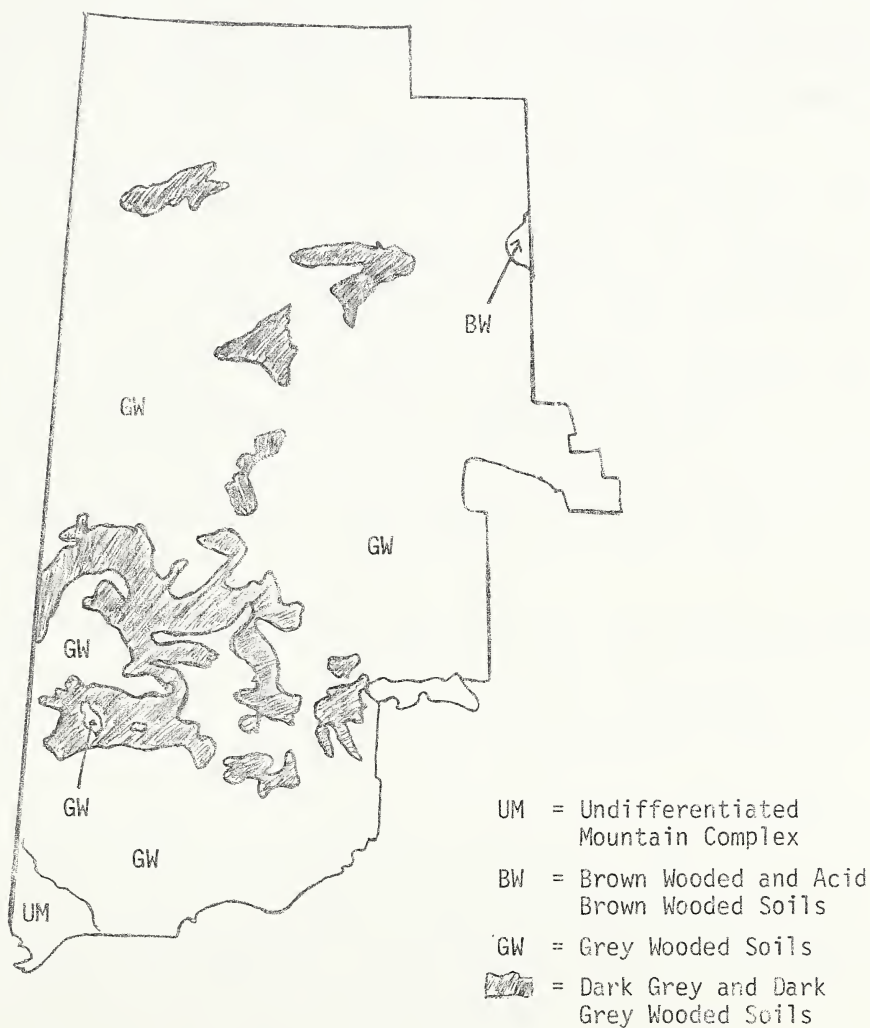 BW
GW
GW
GW
GW
GW
UM
UM = Undifferentiated
Mountain Complex
BW = Brown Wooded and Acid
Brown Wooded Soils
GW = Grey Wooded Soils
= Dark Grey and Dark
Grey Wooded Soils